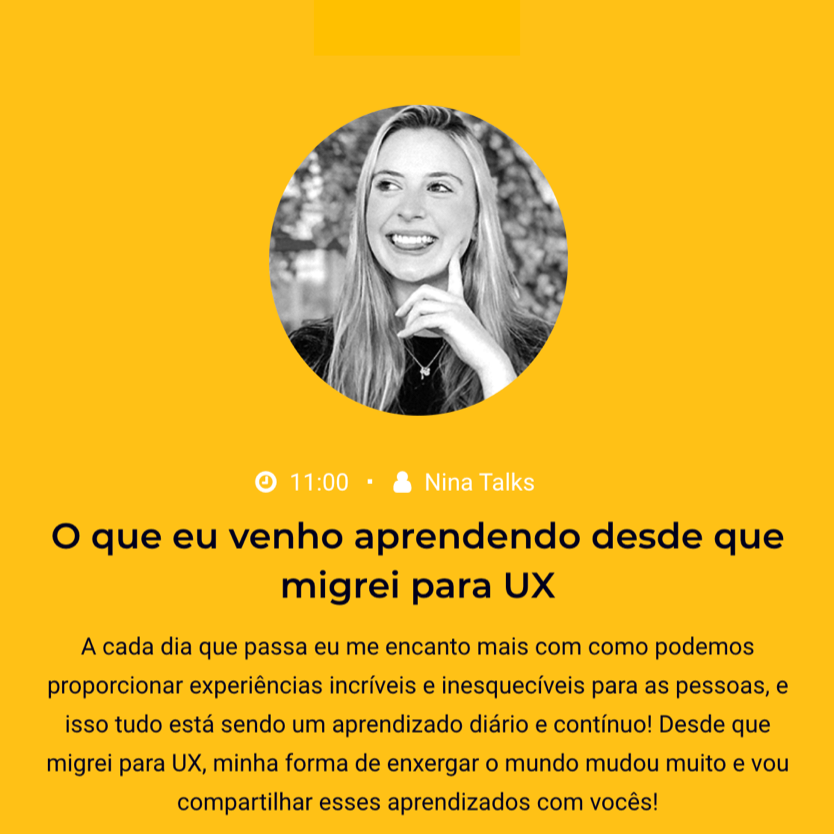 11:00 • Nina Talks
O que eu venho aprendendo desde que
migrei para UX
A cada dia que passa eu me encanto mais com como podemos
proporcionar experiências incríveis e inesquecíveis para as pessoas, e
isso tudo está sendo um aprendizado diário e contínuo! Desde que
migrei para UX, minha forma de enxergar o mundo mudou muito e vou
compartilhar esses aprendizados com vocês!